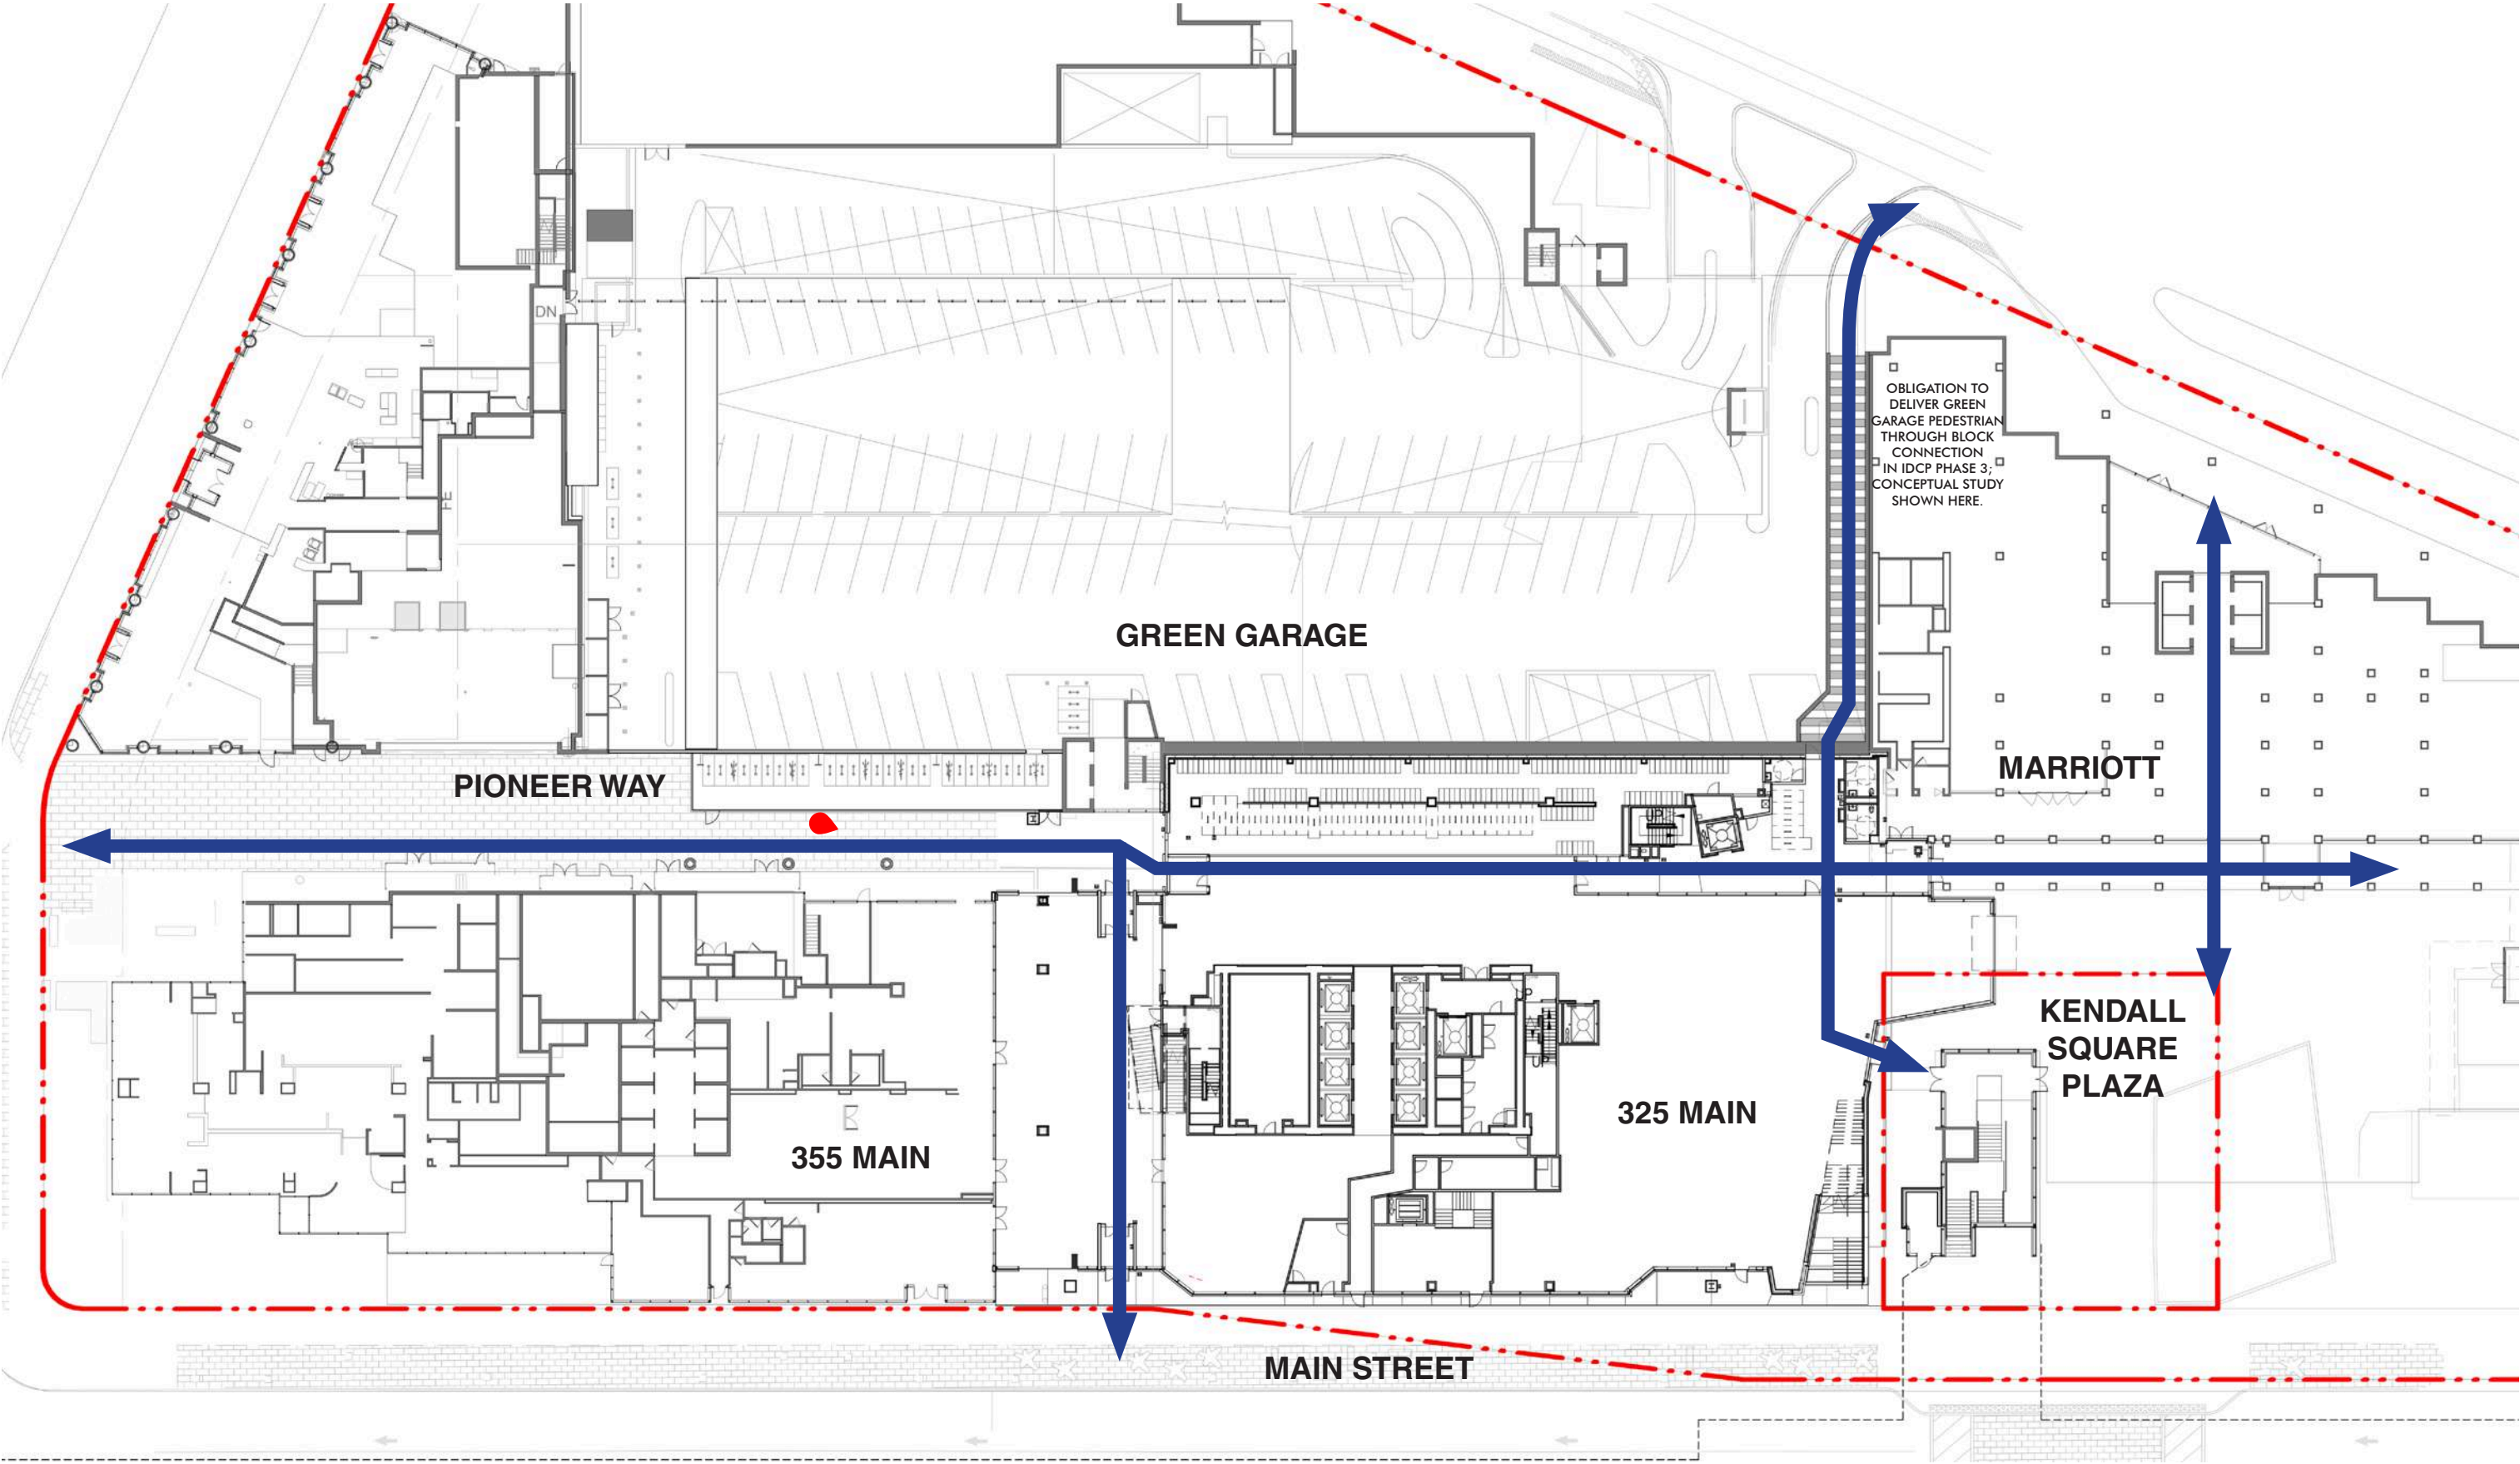 DN
OBLIGATION TO
DELIVER GREEN
GARAGE PEDESTRIAN
THROUGH BLOCK
CONNECTION
IN IDCP PHASE 3;
CONCEPTUAL STUDY
SHOWN HERE.
GREEN GARAGE
PIONEER WAY
MARRIOTT
KENDALL
SQUARE
PLAZA
325 MAIN
355 MAIN
MAIN STREET